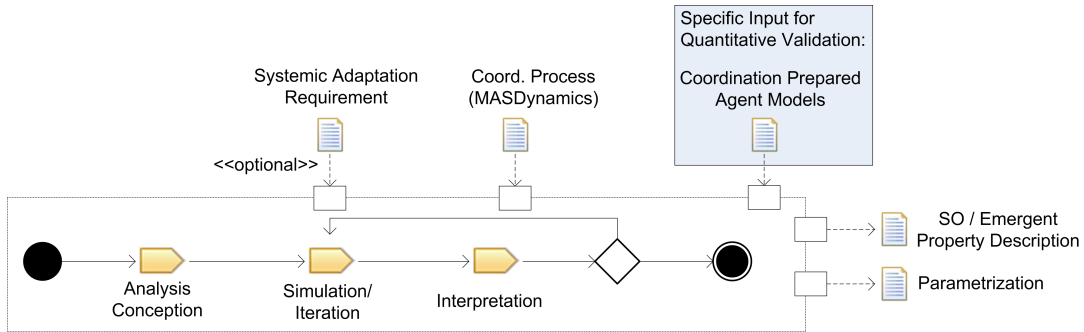 Specific Input for
Quantitative Validation:
Systemic Adaptation
Requirement
Coord. Process
(MASDynamics)
Coordination Prepared
Agent Models
<<optional>>
SO / Emergent
Property Description
Analysis
Conception
Simulation/
Iteration
Interpretation
Parametrization